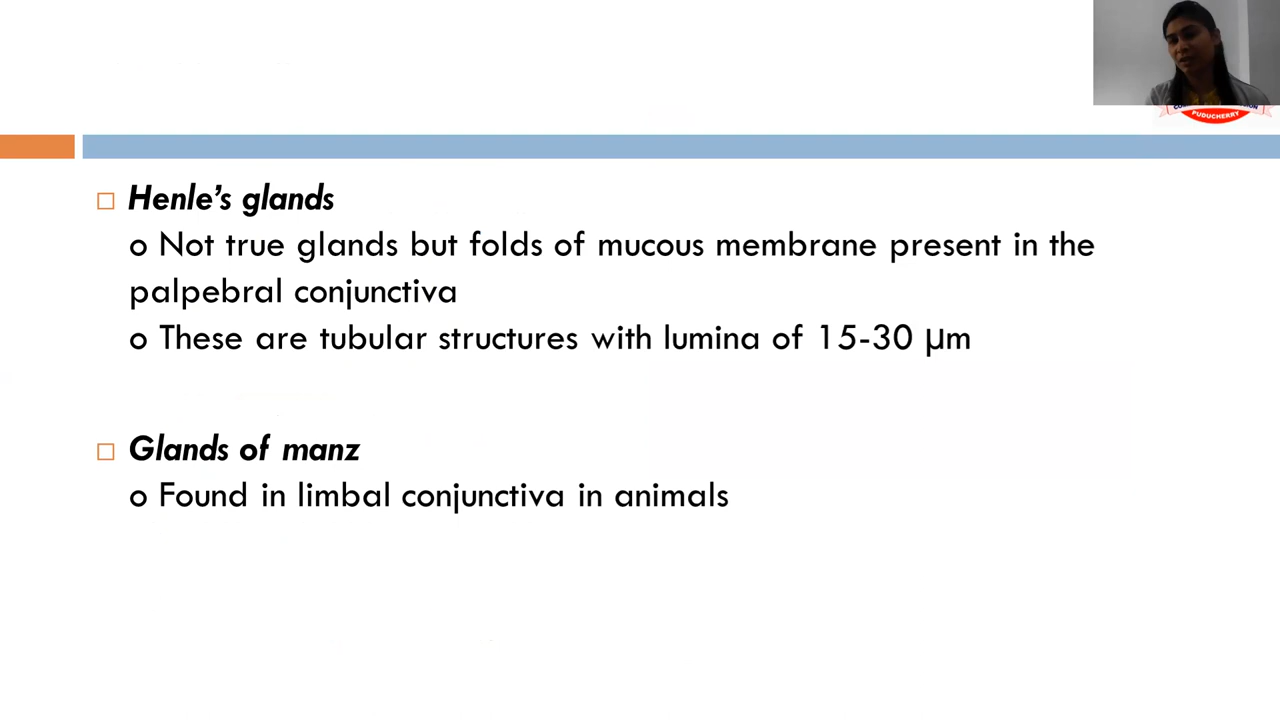 PUDUCHERRY
Henle's glands
o Not true glands but folds of mucous membrane present in the
palpebral conjunctiva
o These are tubular structures with lumina of 15-30 µm
Glands of manz
o Found in limbal conjunctiva in animals